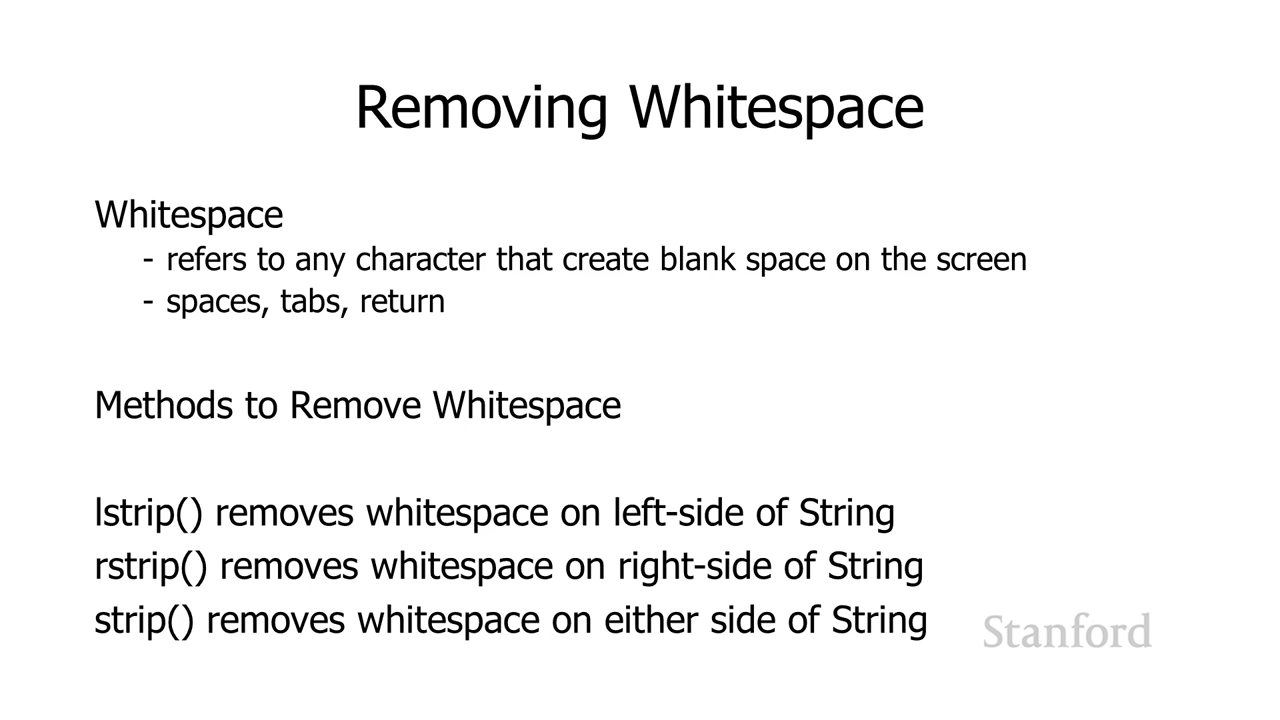 Removing Whitespace
Whitespace
- refers to any character that create blank space on the screen
- spaces, tabs, return
Methods to Remove Whitespace
lstrip() removes whitespace on left-side of String
rstrip() removes whitespace on right-side of String
strip() removes whitespace on either side of String
Stanford